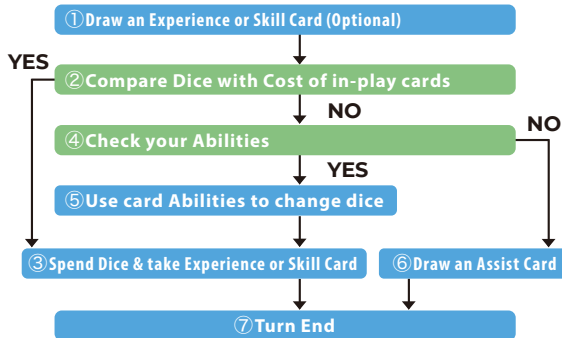 ①Draw an Experience or Skill Card (Optional)
YES
②Compare Dice with Cost of in-play cards
NO
NO
④Check your Abilities
YES
⑤Use card Abilities to change dice
③Spend Dice & take Experience or Skill Card
⑥Draw an Assist Card
⑦Turn End